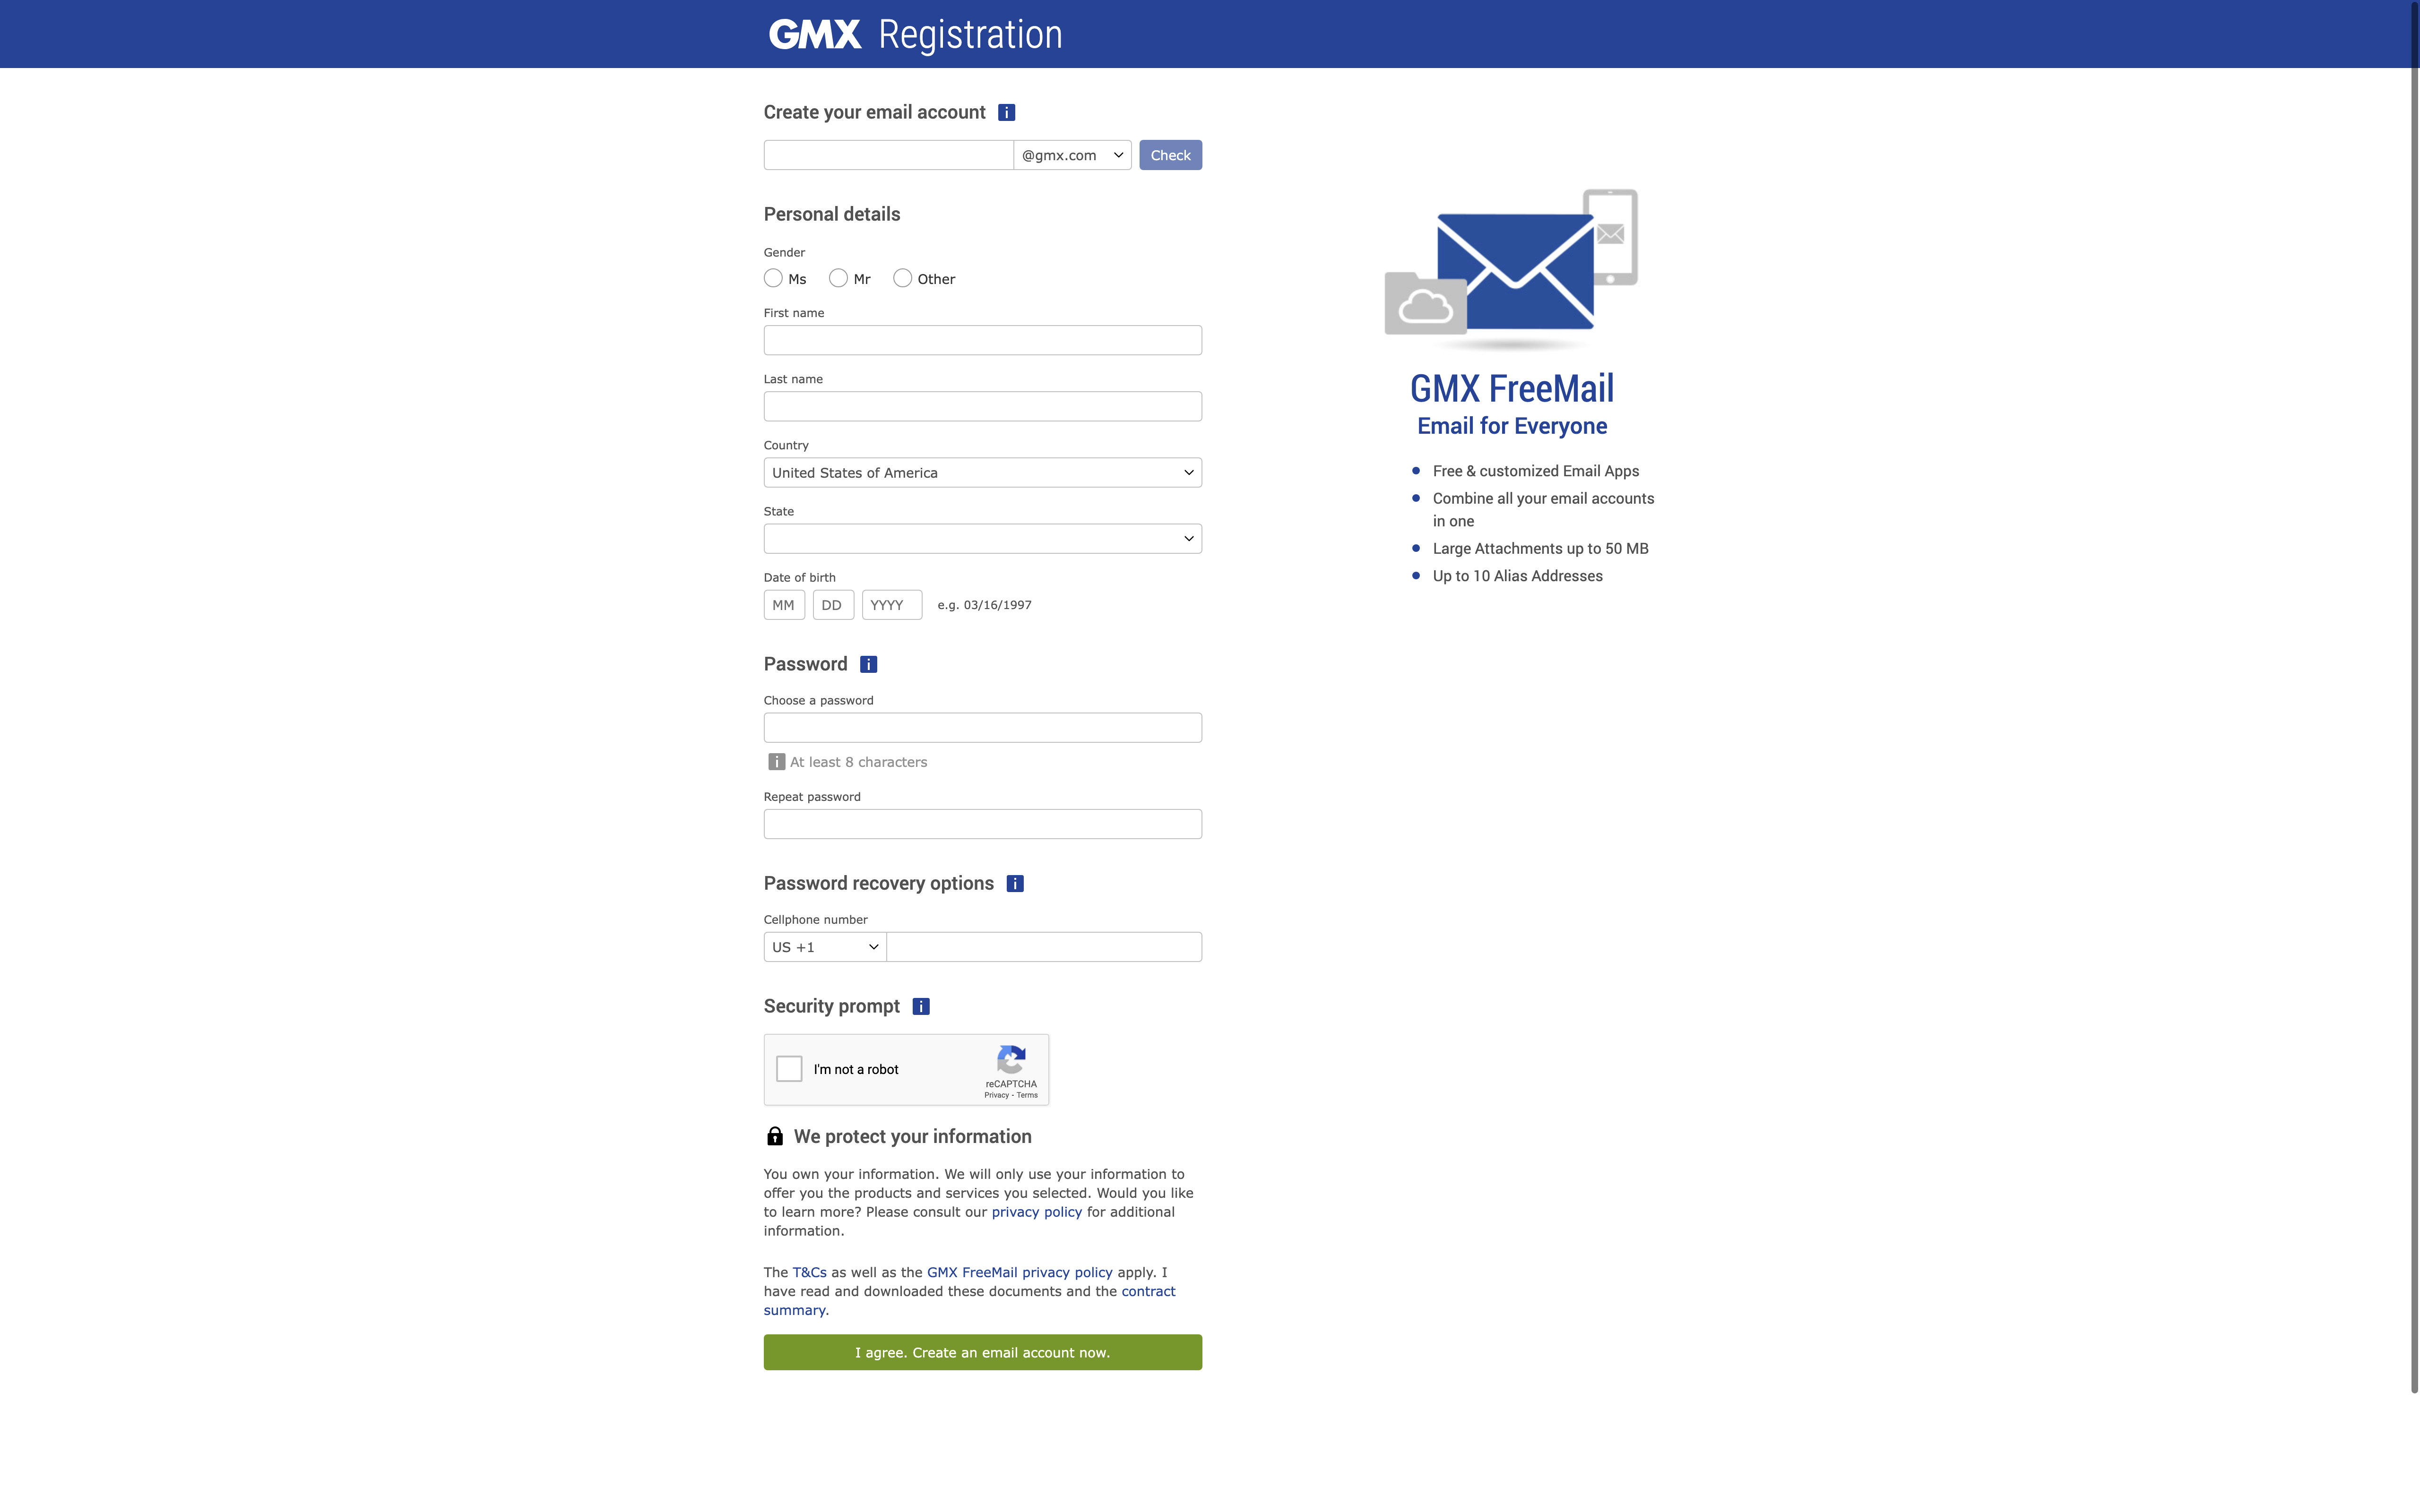 GMX Registration
Create your email account i
@gmx.com Check
Personal details
Gender
Ms Mr Other
First name
Last name
Country
United States of America
State
Date of birth
MM DD YYYY e.g. 03/16/1997
Password i
Choose a password
i At least 8 characters
Repeat password
Password recovery options i
Cellphone number
US +1
Security prompt i
I'm not a robot
reCAPTCHA
Privacy - Terms
We protect your information
You own your information. We will only use your information to
offer you the products and services you selected. Would you like
to learn more? Please consult our privacy policy for additional
information.
The T&Cs as well as the GMX FreeMail privacy policy apply. I
have read and downloaded these documents and the contract
summary.
I agree. Create an email account now.
GMX FreeMail
Email for Everyone
Free & customized Email Apps
Combine all your email accounts
in one
Large Attachments up to 50 MB
Up to 10 Alias Addresses